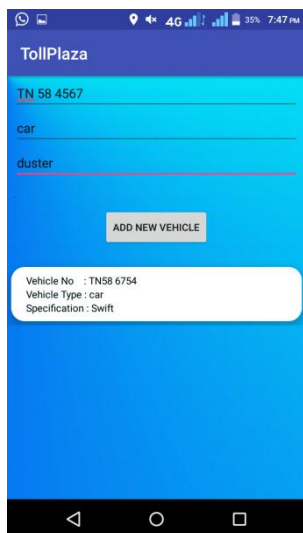 4G 35% 7:47 PM
TollPlaza
TN 58 4567
car
duster
ADD NEW VEHICLE
Vehicle No : TN58 6754
Vehicle Type : car
Specification : Swift